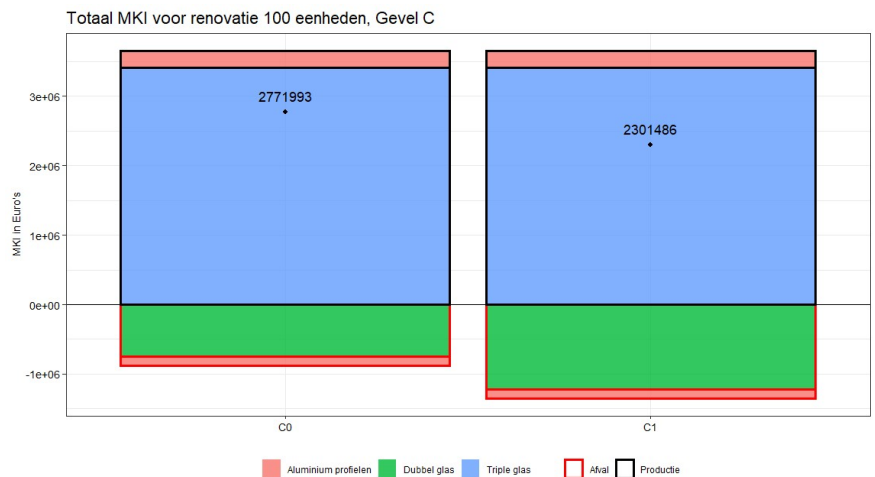 Totaal MKI voor renovatie 100 eenheden, Gevel C
MKI in Euro's
3e+06
2e+06
1e+06
0e+00
-1e+06
2771993
2301486
C0
C1
Aluminium profielen
Dubbel glas
Triple glas
Afval
Productie